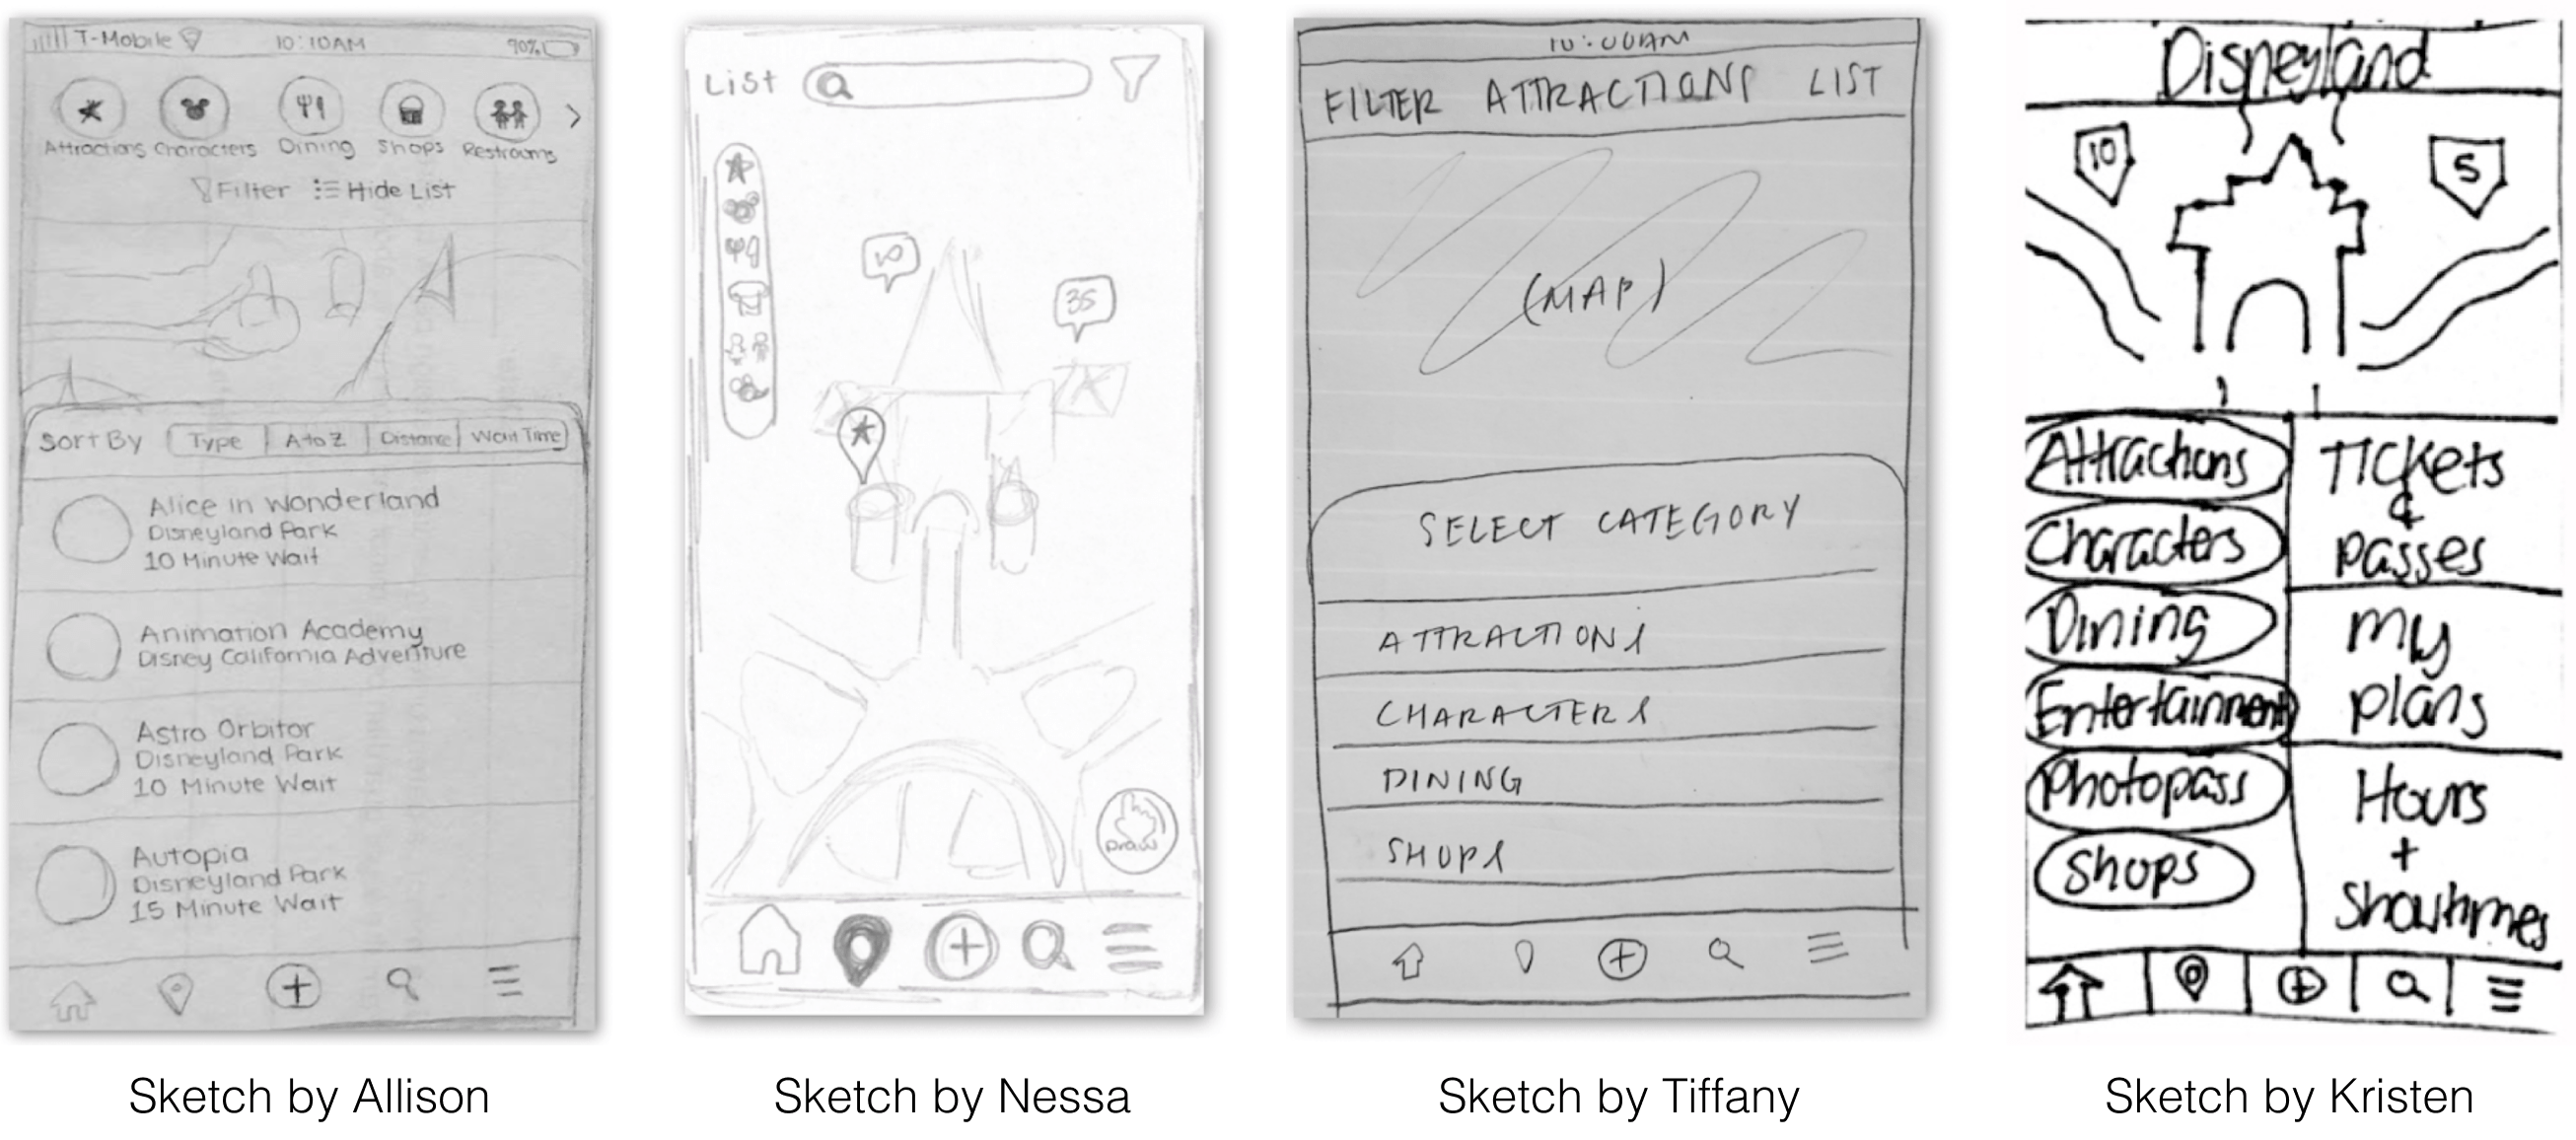 T-Mobile 10:10AM 90%
Attractions Characters Dining Shops Restrooms >
Filter Hide List
Sort By Type A to Z Distance Wait Time
Alice in Wonderland
Disneyland Park
10 Minute Wait
Animation Academy
Disney California Adventure
Astro Orbitor
Disneyland Park
10 Minute Wait
Autopia
Disneyland Park
15 Minute Wait
Sketch by Allison
List
10
35
Draw
Sketch by Nessa
10:00AM
FILTER ATTRACTIONS LIST
(MAP)
SELECT CATEGORY
ATTRACTIONS
CHARACTERS
DINING
SHOPS
Sketch by Tiffany
Disneyland
10
5
Attractions
Characters
Dining
Entertainment
Photopass
Shops
Tickets
&
passes
my
plans
Hours
+
Showtimes
Sketch by Kristen